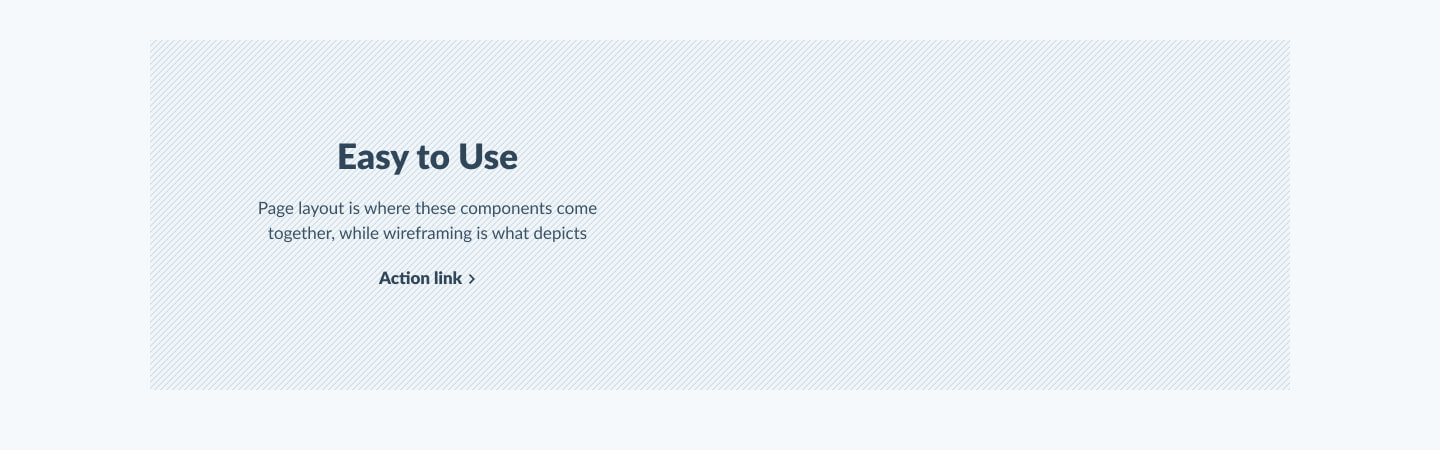 Easy to Use
Page layout is where these components come
together, while wireframing is what depicts
Action link